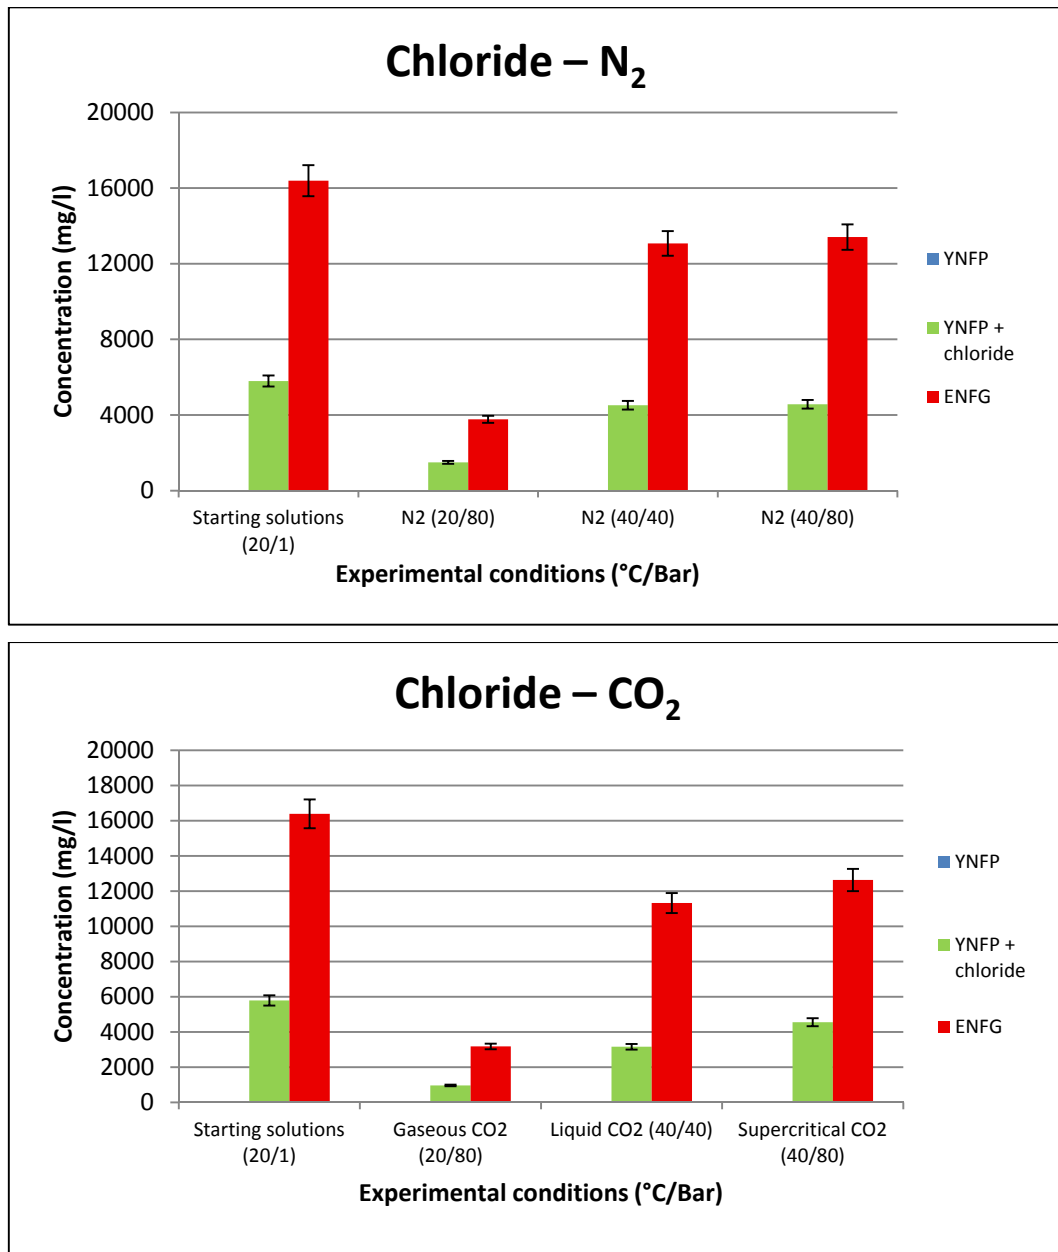 Chloride – N2
Concentration (mg/l)
20000
16000
12000
8000
4000
0
Starting solutions
(20/1)
N2 (20/80)
N2 (40/40)
N2 (40/80)
Experimental conditions (°C/Bar)
YNFP
YNFP +
chloride
ENFG
Chloride – CO2
Concentration (mg/l)
20000
18000
16000
14000
12000
10000
8000
6000
4000
2000
0
Starting solutions
(20/1)
Gaseous CO2
(20/80)
Liquid CO2 (40/40)
Supercritical CO2
(40/80)
Experimental conditions (°C/Bar)
YNFP
YNFP +
chloride
ENFG